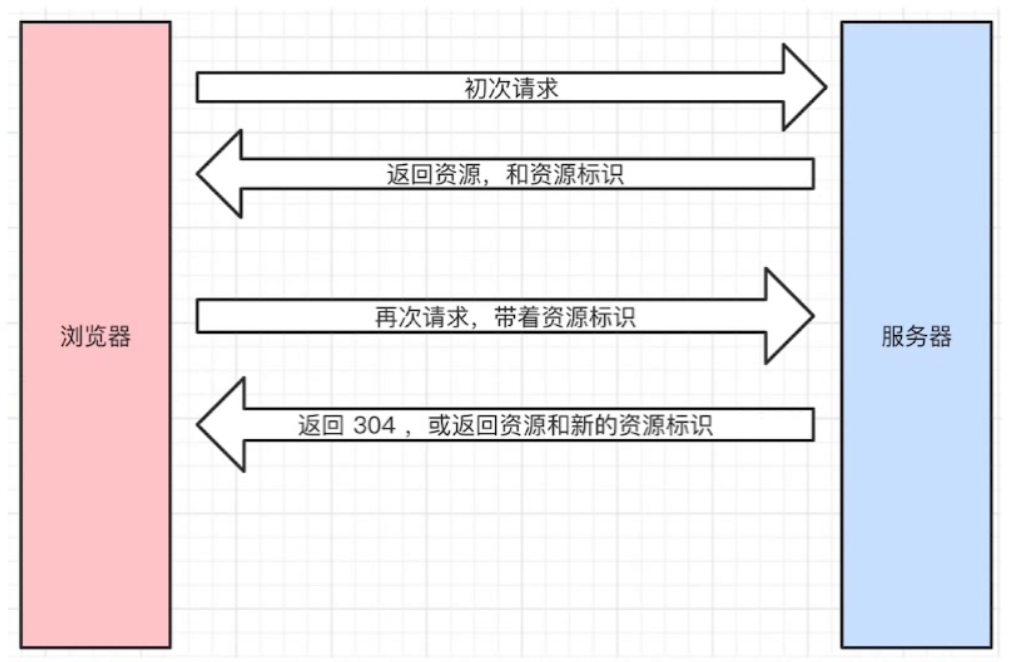 初次请求
返回资源，和资源标识
再次请求，带着资源标识
浏览器
服务器
返回 304 ，或返回资源和新的资源标识